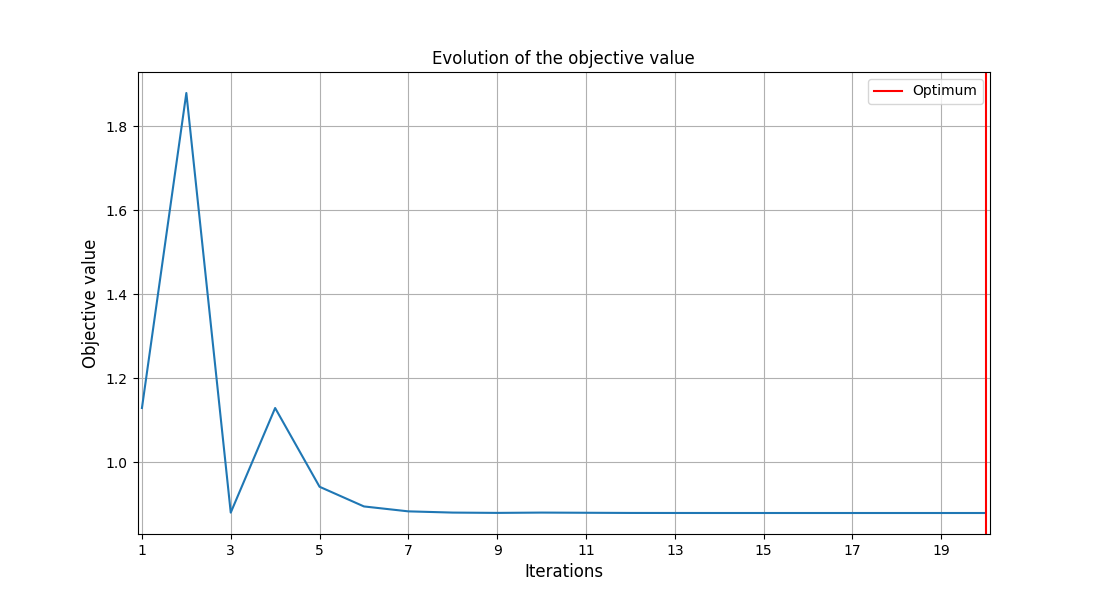 Evolution of the objective value
Optimum
Objective value
1.8
1.6
1.4
1.2
1.0
1 3 5 7 9 11 13 15 17 19
Iterations